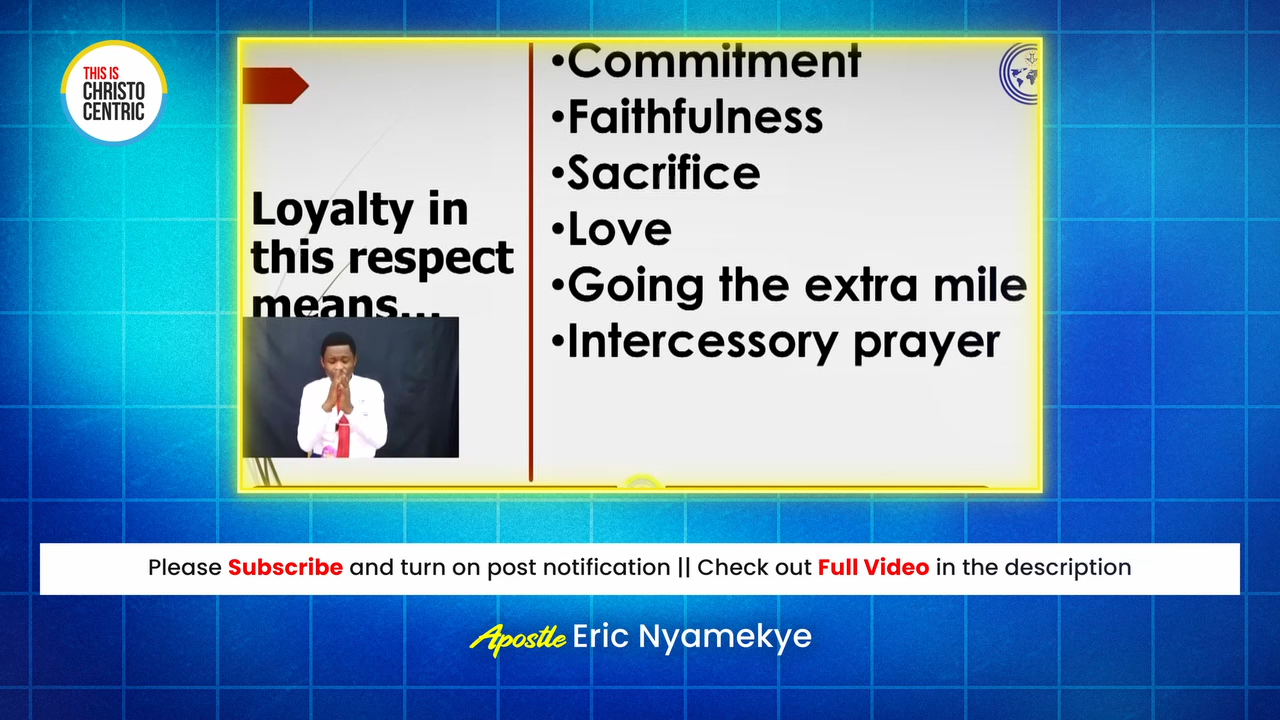 THIS IS
CHRISTO
CENTRIC
Loyalty in
this respect
means...
•Commitment
•Faithfulness
•Sacrifice
•Love
•Going the extra mile
•Intercessory prayer
Please Subscribe and turn on post notification || Check out Full Video in the description
Apostle Eric Nyamekye